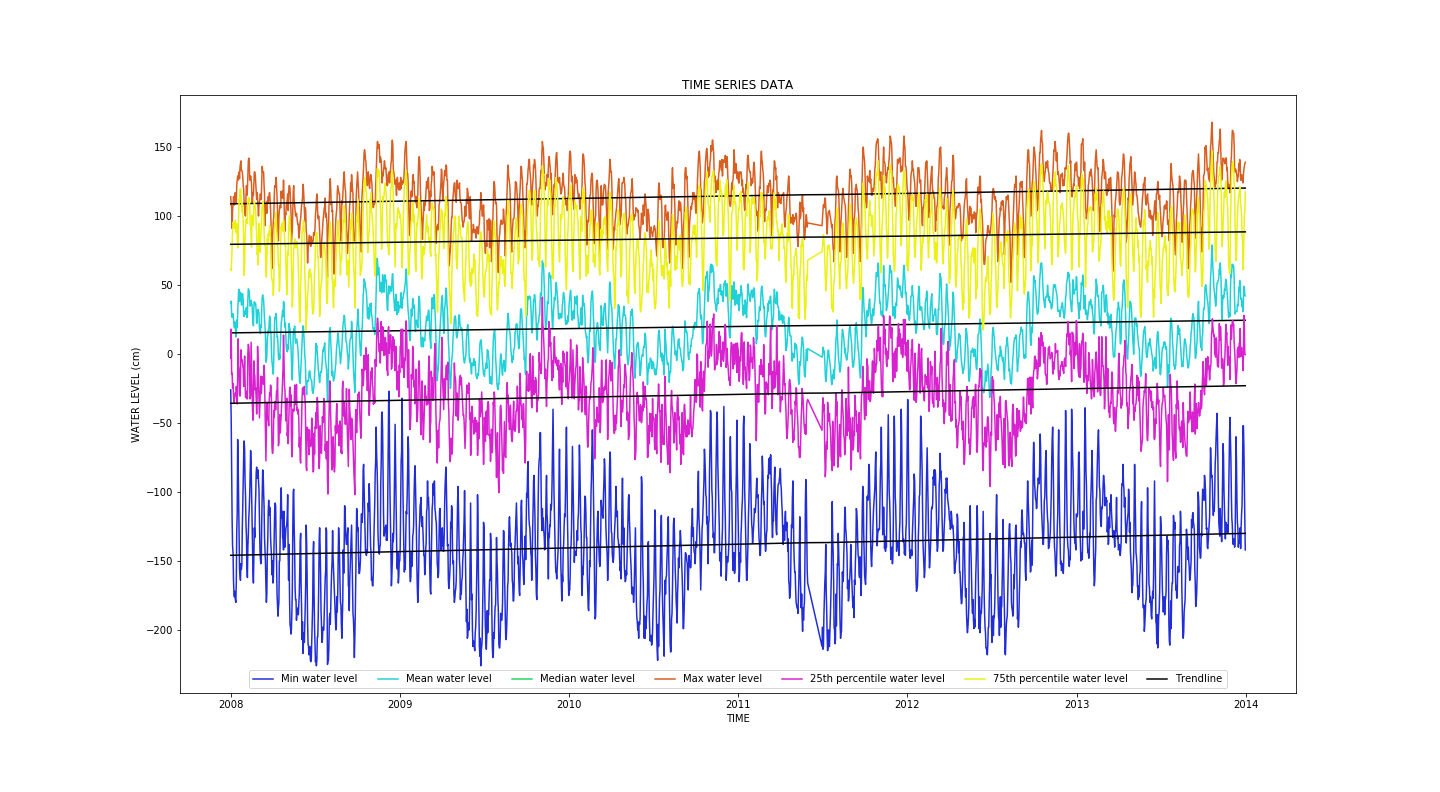 TIME SERIES DATA
WATER LEVEL (cm)
150
100
50
0
−50
−100
−150
−200
Min water level Mean water level Median water level Max water level 25th percentile water level 75th percentile water level Trendline
2008 2009 2010 2011 2012 2013 2014
TIME